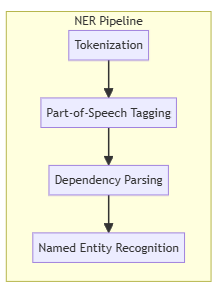 NER Pipeline
Tokenization
Part-of-Speech Tagging
Dependency Parsing
Named Entity Recognition